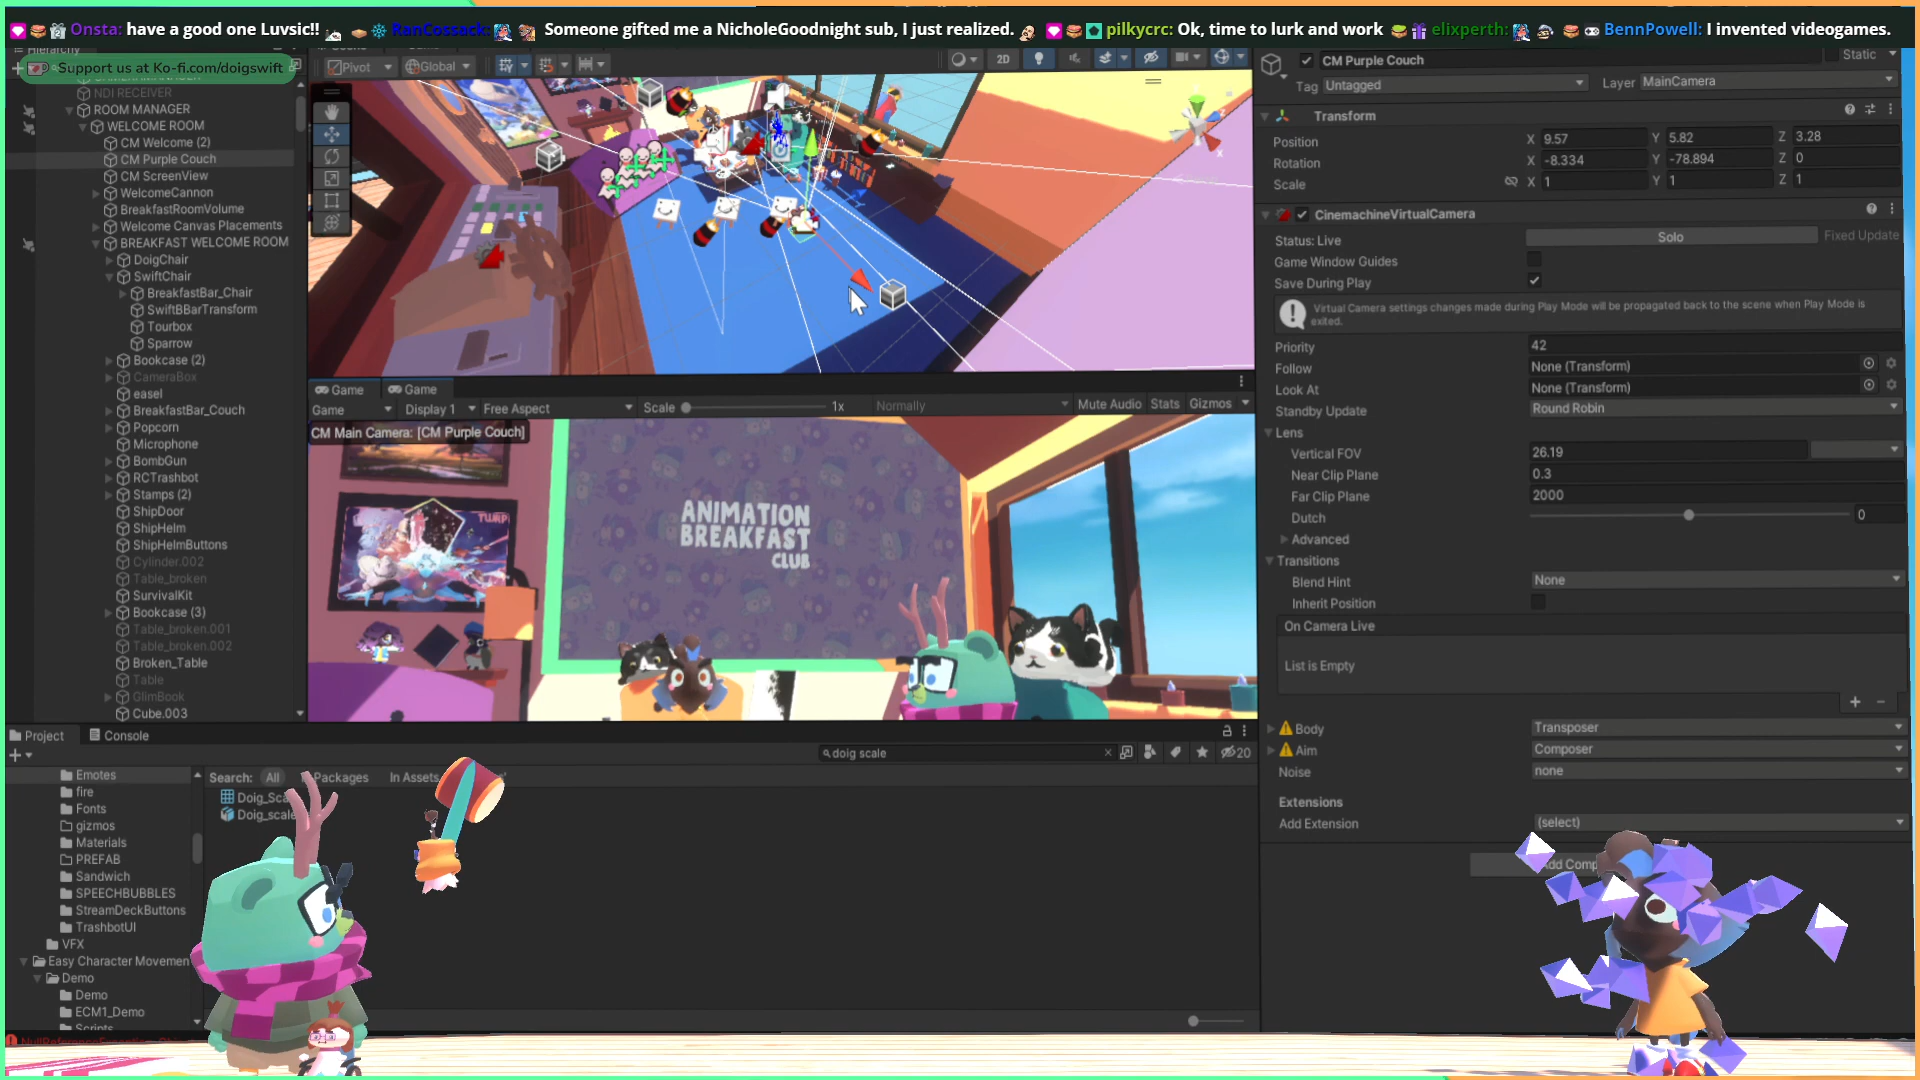 Onsta: have a good one Luvsic!! RanCossack: Someone gifted me a NicholeGoodnight sub, I just realized. pilkycrc: Ok, time to lurk and work elixperth: BennPowell: I invented videogames.
Hierarchy
Support us at Ko-fi.com/doigswift
NDI RECEIVER
ROOM MANAGER
WELCOME ROOM
CM Welcome (2)
CM Purple Couch
CM ScreenView
WelcomeCannon
BreakfastRoomVolume
Welcome Canvas Placements
BREAKFAST WELCOME ROOM
DoigChair
SwiftChair
BreakfastBar_Chair
SwiftBBarTransform
Tourbox
Sparrow
Bookcase (2)
CameraBox
easel
BreakfastBar_Couch
Popcorn
Microphone
BombGun
RCTrashbot
Stamps (2)
ShipDoor
ShipHelm
ShipHelmButtons
Cylinder.002
Table_broken
SurvivalKit
Bookcase (3)
Table_broken.001
Table_broken.002
Broken_Table
Table
GlimBook
Cube.003
Pivot Global 2D
Game Game
Game Display 1 Free Aspect Scale 1x Normally Mute Audio Stats Gizmos
CM Main Camera: [CM Purple Couch]
TWRP
ANIMATION
BREAKFAST
CLUB
CM Purple Couch Static
Tag Untagged Layer MainCamera
Transform
Position X 9.57 Y 5.82 Z 3.28
Rotation X -8.334 Y -78.894 Z 0
Scale X 1 Y 1 Z 1
CinemachineVirtualCamera
Status: Live Solo Fixed Update
Game Window Guides
Save During Play
Virtual Camera settings changes made during Play Mode will be propagated back to the scene when Play Mode is
exited.
Priority 42
Follow None (Transform)
Look At None (Transform)
Standby Update Round Robin
Lens
Vertical FOV 26.19
Near Clip Plane 0.3
Far Clip Plane 2000
Dutch 0
Advanced
Transitions
Blend Hint None
Inherit Position
On Camera Live
List is Empty
Body Transposer
Aim Composer
Noise none
Extensions
Add Extension (select)
Add Comp
Project Console
doig scale 20
Search: All Packages In Assets
Doig_Sca
Doig_scale
Emotes
fire
Fonts
gizmos
Materials
PREFAB
Sandwich
SPEECHBUBBLES
StreamDeckButtons
TrashbotUI
VFX
Easy Character Movemen
Demo
Demo
ECM1_Demo
Scripts